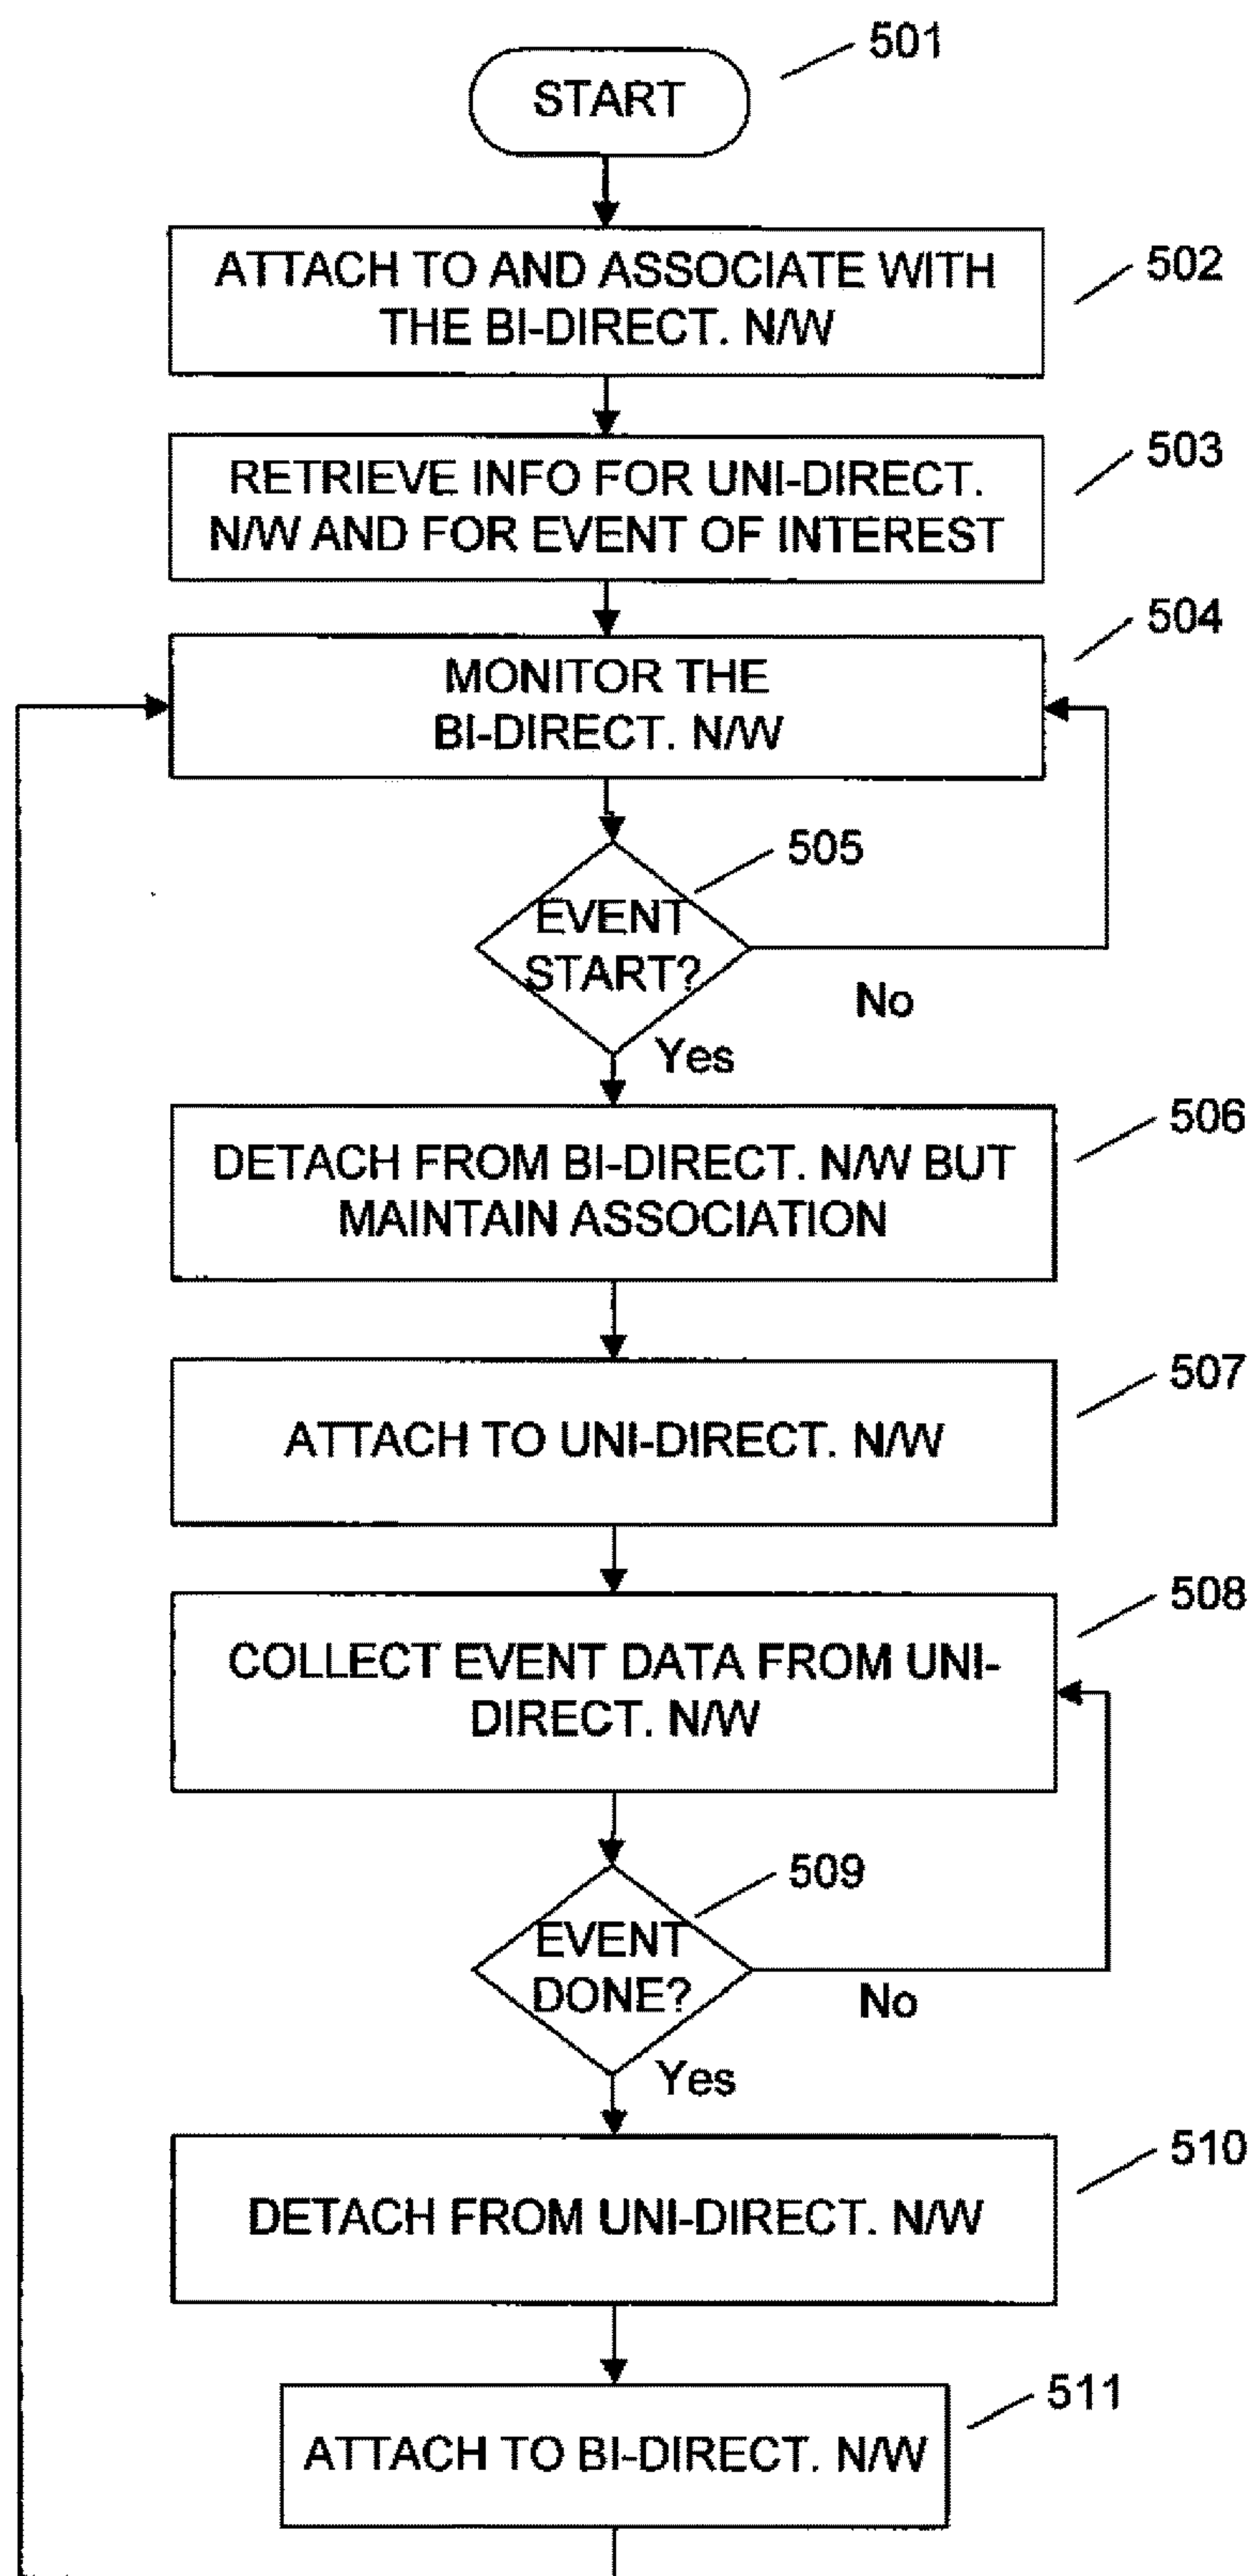 501
START
ATTACH TO AND ASSOCIATE WITH
THE BI-DIRECT. N/W
502
RETRIEVE INFO FOR UNI-DIRECT.
N/W AND FOR EVENT OF INTEREST
503
MONITOR THE
BI-DIRECT. N/W
504
505
EVENT
START?
No
Yes
DETACH FROM BI-DIRECT. N/W BUT
MAINTAIN ASSOCIATION
506
ATTACH TO UNI-DIRECT. N/W
507
COLLECT EVENT DATA FROM UNI-
DIRECT. N/W
508
509
EVENT
DONE?
No
Yes
DETACH FROM UNI-DIRECT. N/W
510
ATTACH TO BI-DIRECT. N/W
511